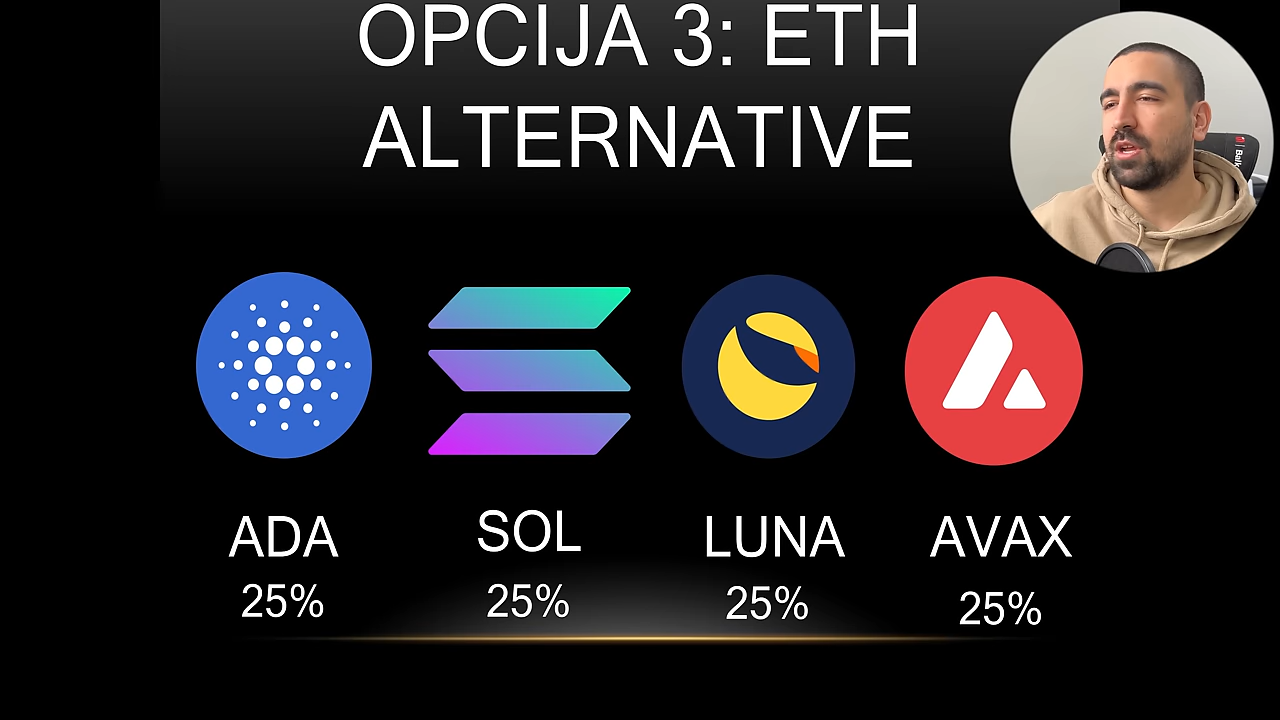 OPCIJA 3: ETH
ALTERNATIVE
ADA
SOL
LUNA
AVAX
25%
25%
25%
25%